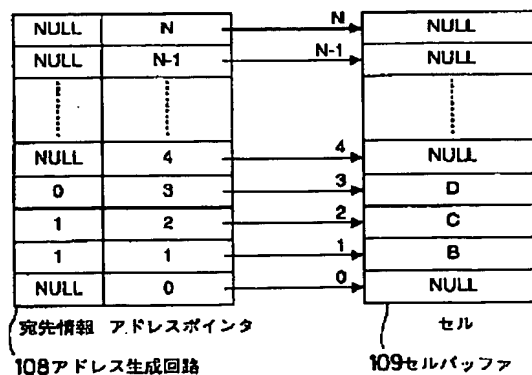 NULL N N NULL
NULL N-1 N-1 NULL
NULL 4 4 NULL
0 3 3 D
1 2 2 C
1 1 1 B
NULL 0 0 NULL
宛先情報 アドレスポインタ セル
108アドレス生成回路 109セルバッファ